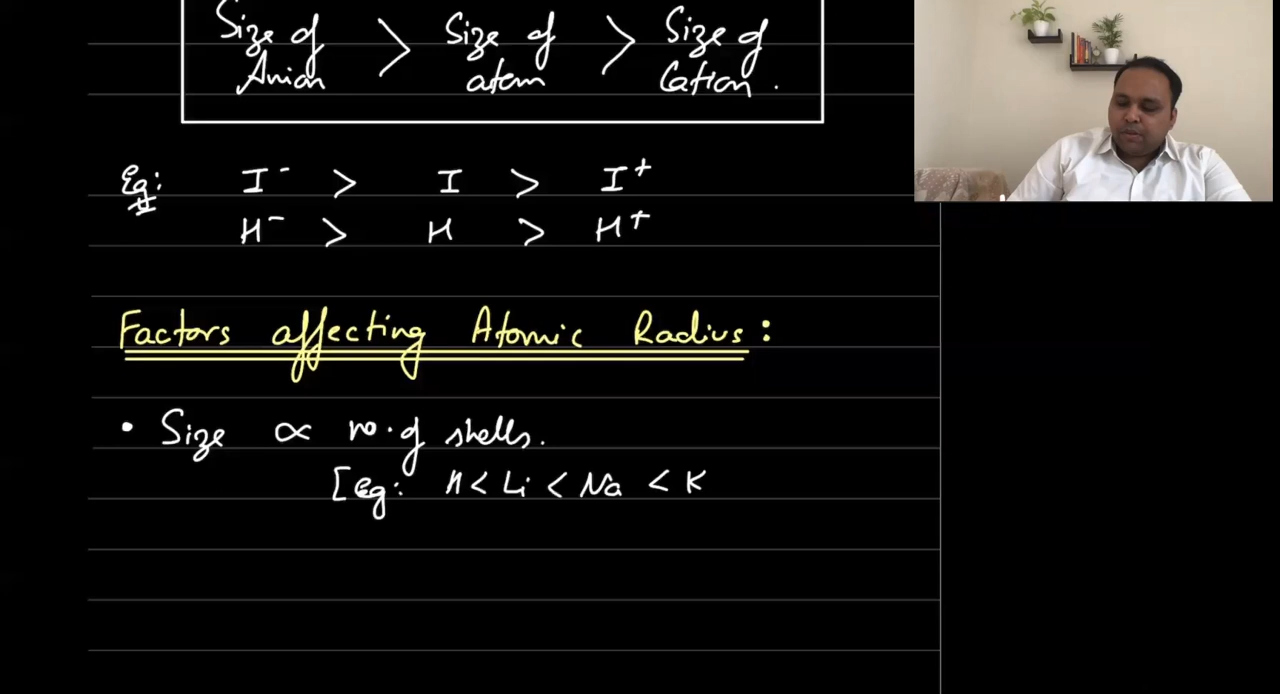 Size of > Size of > Size of
Anion atom Cation.
Eg: I⁻ > I > I⁺
H⁻ > H > H⁺
Factors affecting Atomic Radius:
• Size ∝ no. of shells.
[eg: H < Li < Na < K